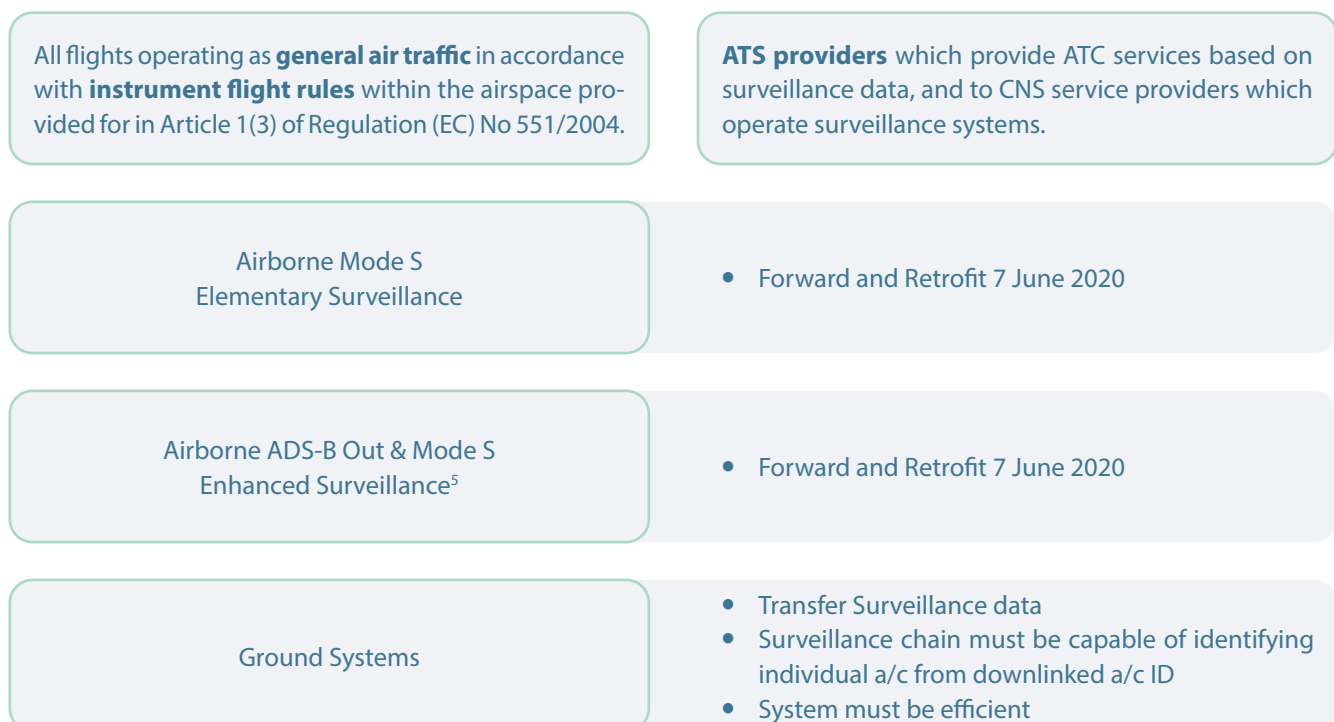 All flights operating as general air traffic in accordance
with instrument flight rules within the airspace pro-
vided for in Article 1(3) of Regulation (EC) No 551/2004.
ATS providers which provide ATC services based on
surveillance data, and to CNS service providers which
operate surveillance systems.
Airborne Mode S
Elementary Surveillance
• Forward and Retrofit 7 June 2020
Airborne ADS-B Out & Mode S
Enhanced Surveillance⁵
• Forward and Retrofit 7 June 2020
Ground Systems
• Transfer Surveillance data
• Surveillance chain must be capable of identifying
individual a/c from downlinked a/c ID
• System must be efficient